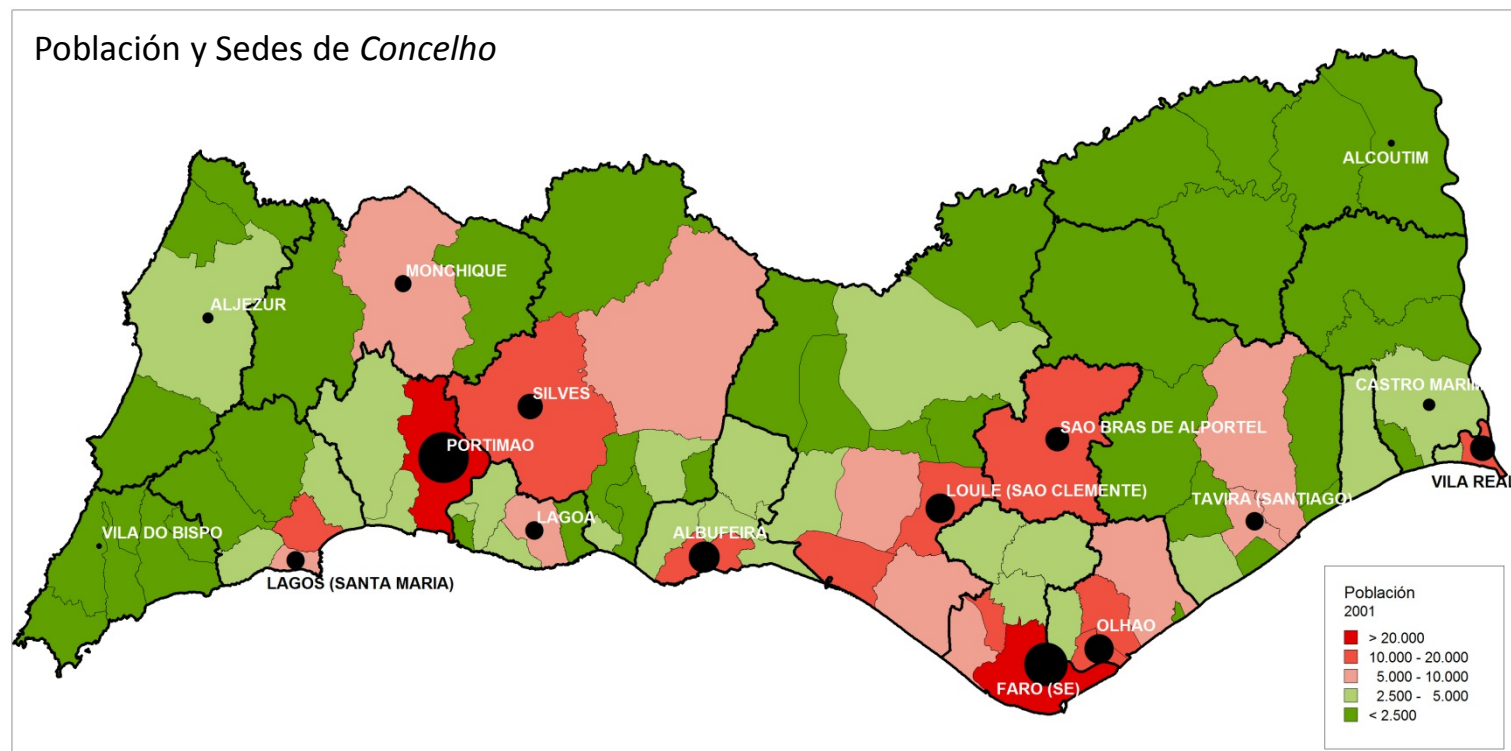 Población y Sedes de Concelho
ALCOUTIM
MONCHIQUE
ALJEZUR
CASTRO MARIM
SILVES
SAO BRAS DE ALPORTEL
PORTIMAO
VILA REAL
LOULE (SAO CLEMENTE)
TAVIRA (SANTIAGO)
LAGOA
VILA DO BISPO
ALBUFEIRA
LAGOS (SANTA MARIA)
OLHAO
FARO (SE)
Población
2001
> 20.000
10.000 - 20.000
5.000 - 10.000
2.500 - 5.000
< 2.500